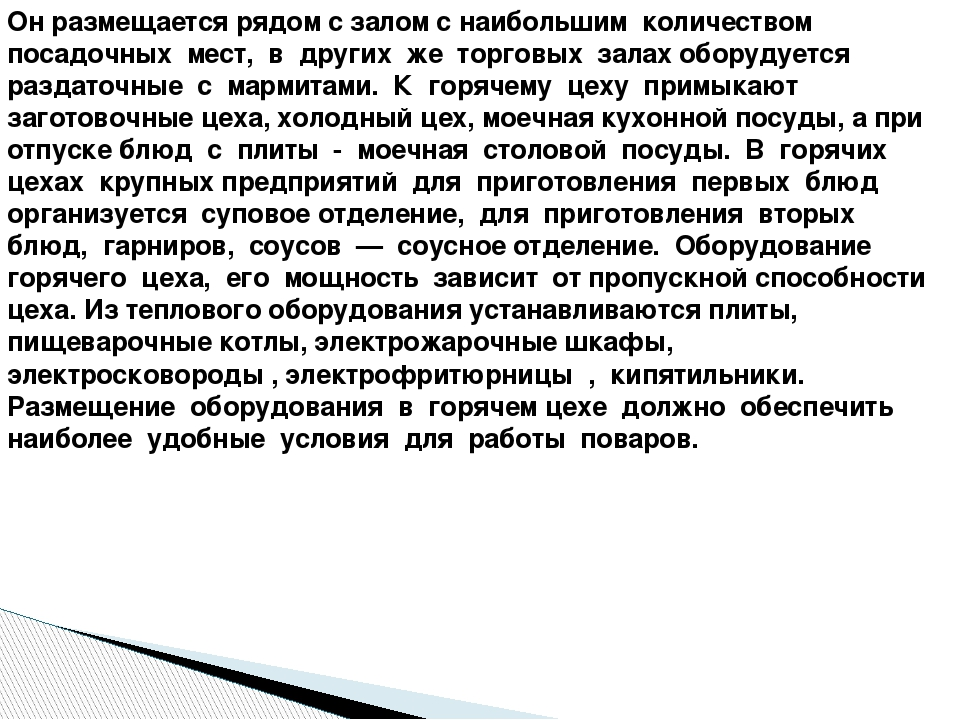 Он размещается рядом с залом с наибольшим количеством
посадочных мест, в других же торговых залах оборудуется
раздаточные с мармитами. К горячему цеху примыкают
заготовочные цеха, холодный цех, моечная кухонной посуды, а при
отпуске блюд с плиты - моечная столовой посуды. В горячих
цехах крупных предприятий для приготовления первых блюд
организуется суповое отделение, для приготовления вторых
блюд, гарниров, соусов — соусное отделение. Оборудование
горячего цеха, его мощность зависит от пропускной способности
цеха. Из теплового оборудования устанавливаются плиты,
пищеварочные котлы, электрожарочные шкафы,
электросковороды , электрофритюрницы , кипятильники.
Размещение оборудования в горячем цехе должно обеспечить
наиболее удобные условия для работы поваров.